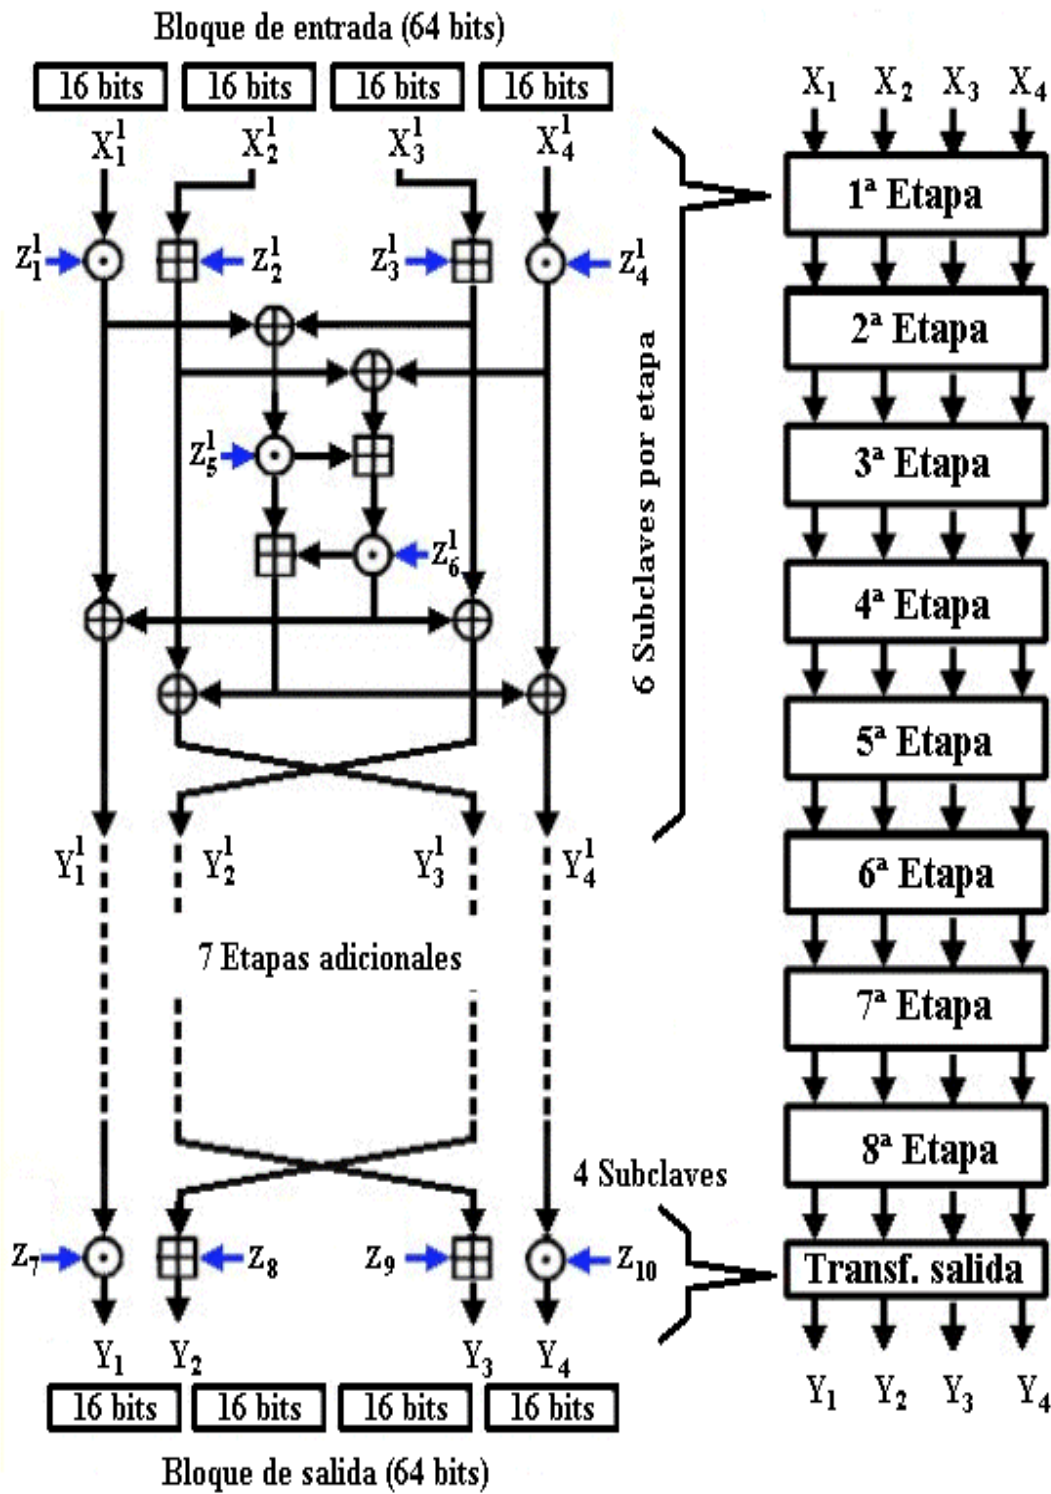 Bloque de entrada (64 bits)
16 bits 16 bits 16 bits 16 bits
X₁¹ X₂¹ X₃¹ X₄¹
Z₁¹ Z₂¹ Z₃¹ Z₄¹
Z₅¹
Z₆¹
Y₁¹ Y₂¹ Y₃¹ Y₄¹
7 Etapas adicionales
Z₇ Z₈ Z₉ Z₁₀
Y₁ Y₂ Y₃ Y₄
16 bits 16 bits 16 bits 16 bits
Bloque de salida (64 bits)
6 Subclaves por etapa
4 Subclaves
X₁ X₂ X₃ X₄
1ª Etapa
2ª Etapa
3ª Etapa
4ª Etapa
5ª Etapa
6ª Etapa
7ª Etapa
8ª Etapa
Transf. salida
Y₁ Y₂ Y₃ Y₄